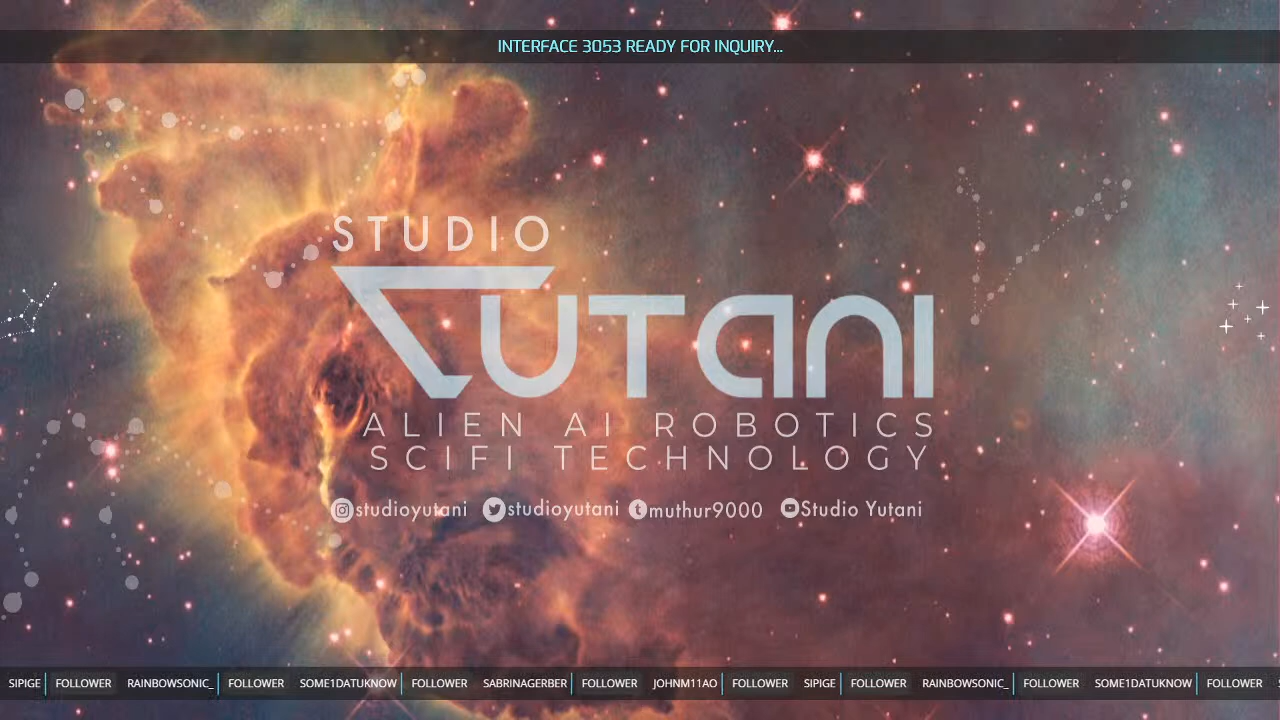 INTERFACE 3053 READY FOR INQUIRY...
STUDIO
YUTANI
ALIEN AI ROBOTICS
SCIFI TECHNOLOGY
studioyutani studioyutani muthur9000 Studio Yutani
SIPIGE FOLLOWER RAINBOWSONIC_ FOLLOWER SOME1DATUKNOW FOLLOWER SABRINAGERBER FOLLOWER JOHNM11AO FOLLOWER SIPIGE FOLLOWER RAINBOWSONIC_ FOLLOWER SOME1DATUKNOW FOLLOWER